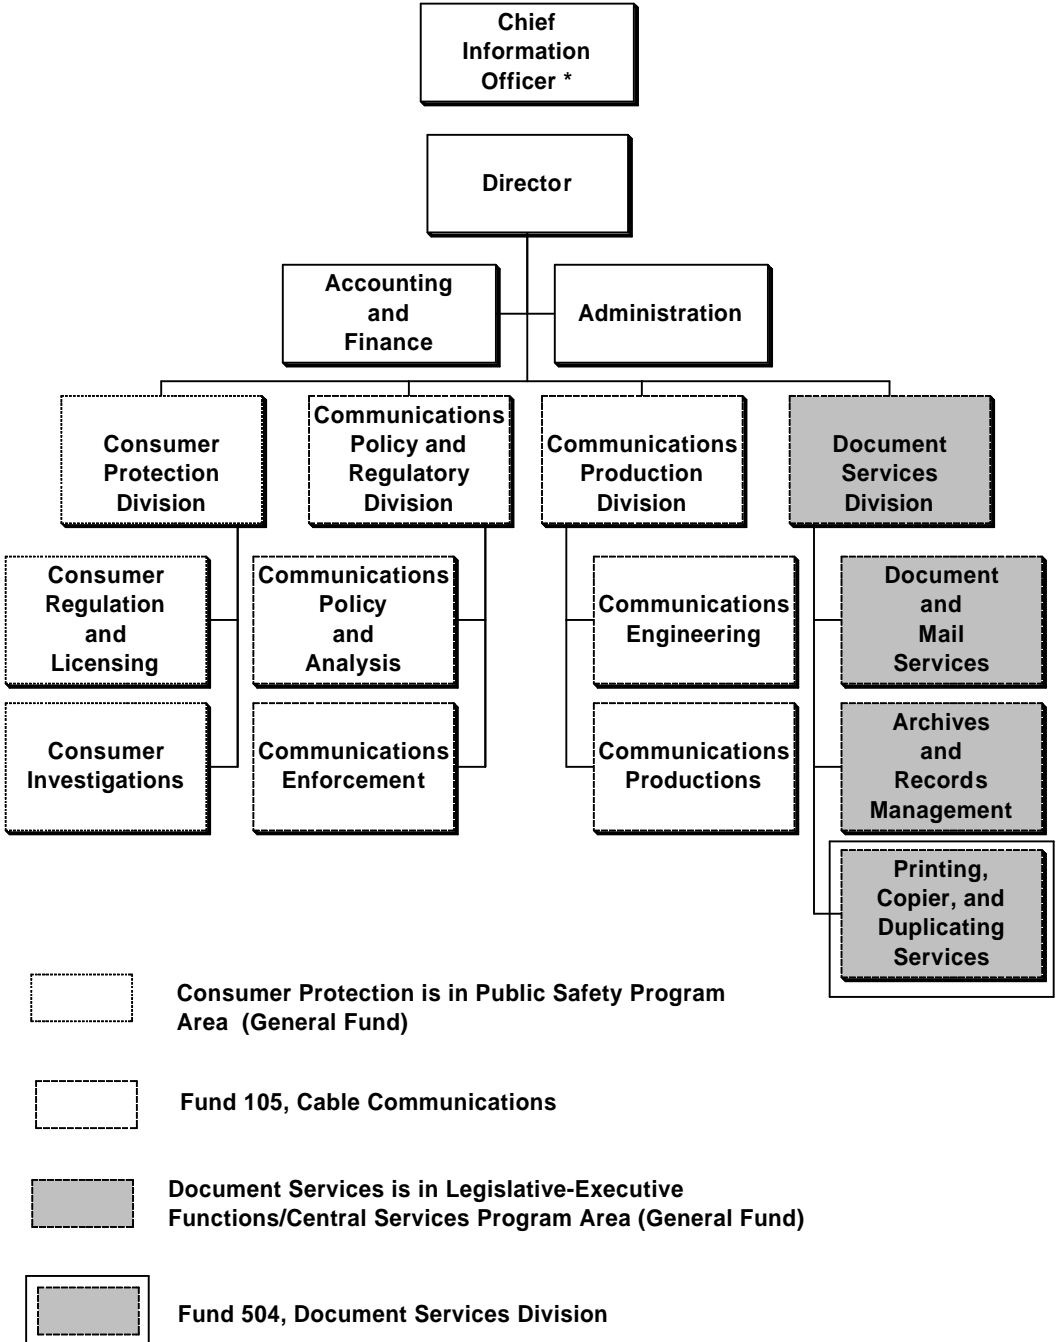 Chief
Information
Officer *
Director
Accounting
and
Finance
Administration
Consumer
Protection
Division
Communications
Policy and
Regulatory
Division
Communications
Production
Division
Document
Services
Division
Consumer
Regulation
and
Licensing
Communications
Policy
and
Analysis
Communications
Engineering
Document
and
Mail
Services
Consumer
Investigations
Communications
Enforcement
Communications
Productions
Archives
and
Records
Management
Printing,
Copier, and
Duplicating
Services
Consumer Protection is in Public Safety Program
Area (General Fund)
Fund 105, Cable Communications
Document Services is in Legislative-Executive
Functions/Central Services Program Area (General Fund)
Fund 504, Document Services Division